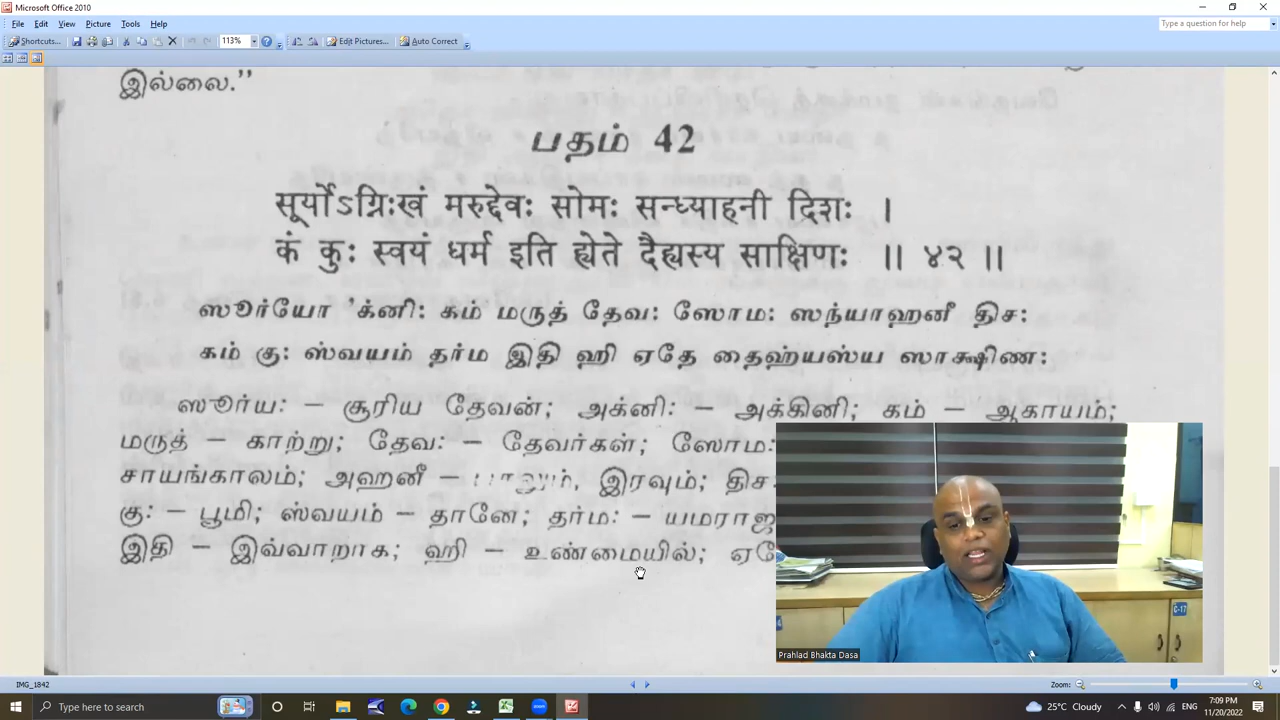 Microsoft Office 2010
File Edit View Picture Tools Help
Type a question for help
Shortcuts... 113% Edit Pictures... Auto Correct
இல்லை.”
பதம் 42
सूर्योऽग्निःखं मरुद्देवः सोमः सन्ध्याहनी दिशः ।
कं कुः स्वयं धर्म इति ह्येते दैह्यस्य साक्षिणः ॥ ४२ ॥
ஸூர்யோ ’க்னி: கம் மருத் தேவ: ஸோம: ஸந்யாஹனீ திச:
கம் கு: ஸ்வயம் தர்ம இதி ஹி ஏதே தைஹ்யஸ்ய ஸாக்ஷிண:
ஸூர்ய: – சூரிய தேவன்; அக்னி: – அக்கினி; கம் – ஆகாயம்;
மருத் – காற்று; தேவ: – தேவர்கள்; ஸோம:
சாயங்காலம்; அஹனீ – இரவும்; திச:
கு: – பூமி; ஸ்வயம் – தானே; தர்ம: – யமராஜ
இதி – இவ்வாறாக; ஹி – உண்மையில்;
C-17
Prahlad Bhakta Dasa
IMG_1842 Zoom:
Type here to search 25°C Cloudy ENG 7:09 PM
11/20/2022